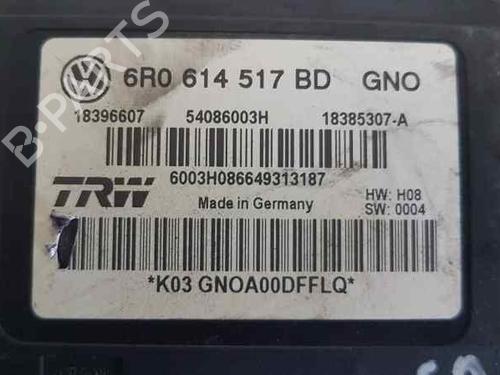 6R0 614 517 BD GNO
18396607 54086003H 18385307-A
6003H086649313187
TRW
Made in Germany
HW: H08
SW: 0004
*K03 GNOA00DFFLQ*
B-PARTS